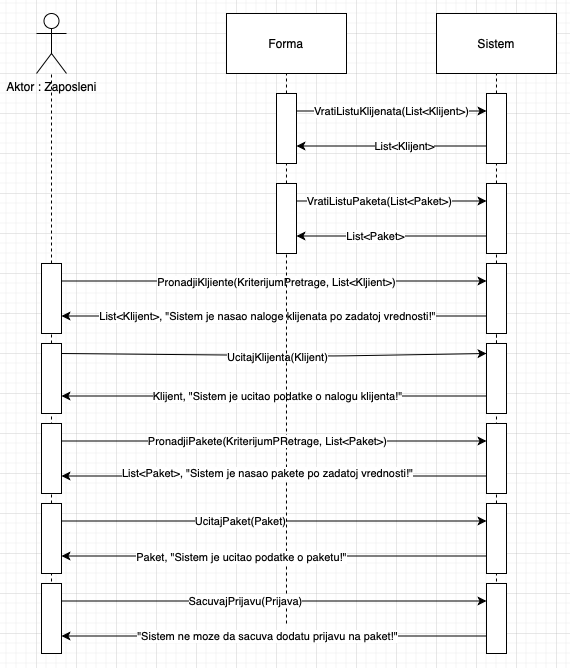 Forma
Sistem
Aktor : Zaposleni
VratiListuKlijenata(List<Klijent>)
List<Klijent>
VratiListuPaketa(List<Paket>)
List<Paket>
PronadjiKljiente(KriterijumPretrage, List<Kljient>)
List<Klijent>, "Sistem je nasao naloge klijenata po zadatoj vrednosti!"
UcitajKlijenta(Klijent)
Klijent, "Sistem je ucitao podatke o nalogu klijenta!"
PronadjiPakete(KriterijumPRetrage, List<Paket>)
List<Paket>, "Sistem je nasao pakete po zadatoj vrednosti!"
UcitajPaket(Paket)
Paket, "Sistem je ucitao podatke o paketu!"
SacuvajPrijavu(Prijava)
"Sistem ne moze da sacuva dodatu prijavu na paket!"